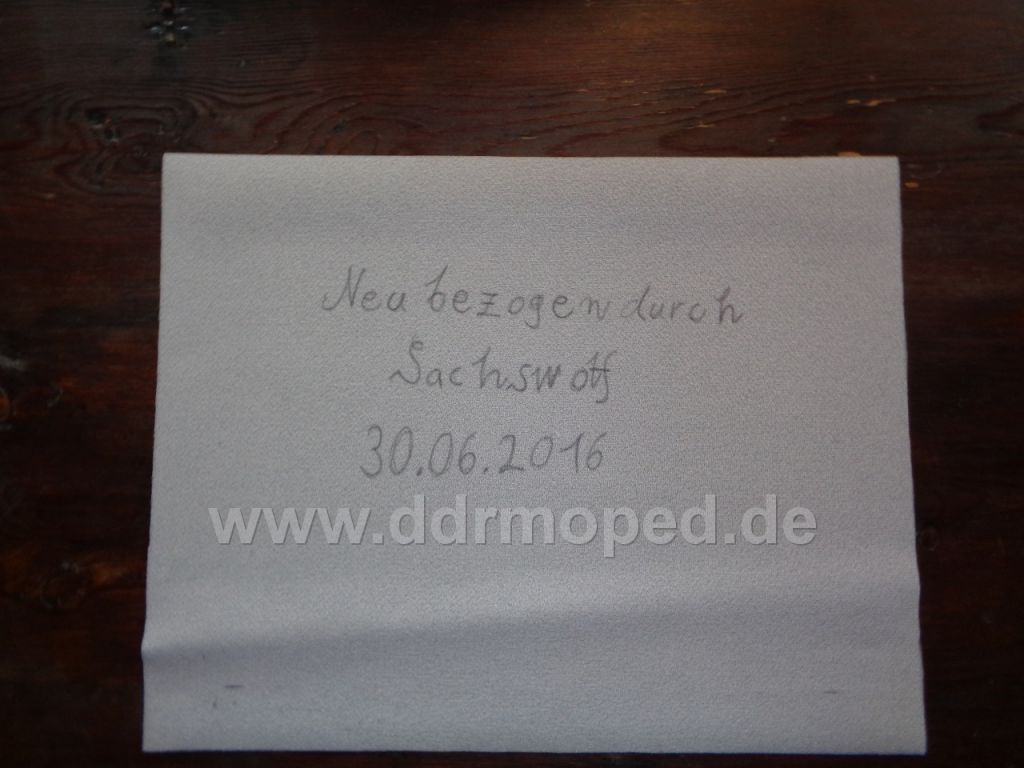 Neu bezogen durch
Sachswolf
30.06.2016
www.ddrmoped.de